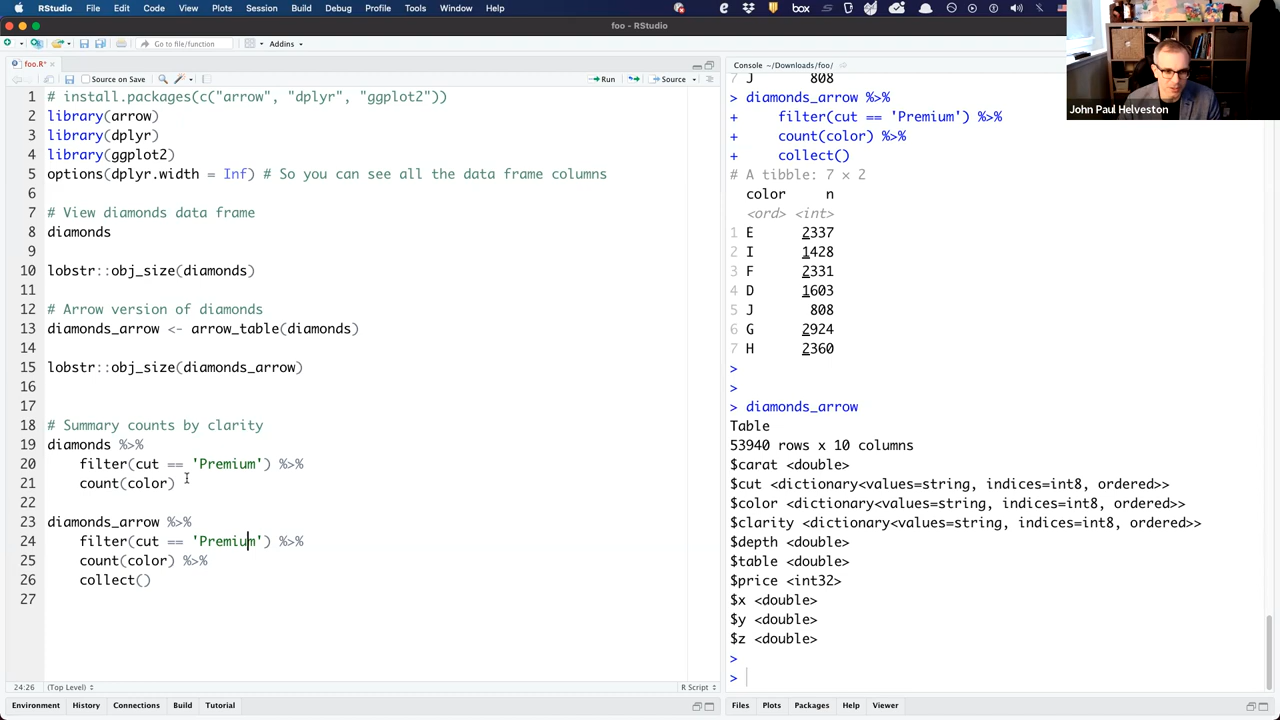 RStudio File Edit Code View Plots Session Build Debug Profile Tools Window Help
foo - RStudio
Go to file/function Addins
foo.R*
Source on Save Run Source
1 # install.packages(c("arrow", "dplyr", "ggplot2"))
2 library(arrow)
3 library(dplyr)
4 library(ggplot2)
5 options(dplyr.width = Inf) # So you can see all the data frame columns
6
7 # View diamonds data frame
8 diamonds
9
10 lobstr::obj_size(diamonds)
11
12 # Arrow version of diamonds
13 diamonds_arrow <- arrow_table(diamonds)
14
15 lobstr::obj_size(diamonds_arrow)
16
17
18 # Summary counts by clarity
19 diamonds %>%
20 filter(cut == 'Premium') %>%
21 count(color)
22
23 diamonds_arrow %>%
24 filter(cut == 'Premium') %>%
25 count(color) %>%
26 collect()
27
24:26 (Top Level) R Script
Environment History Connections Build Tutorial
Console ~/Downloads/foo/
7 J 808
> diamonds_arrow %>%
+ filter(cut == 'Premium') %>%
+ count(color) %>%
+ collect()
# A tibble: 7 × 2
color n
<ord> <int>
1 E 2337
2 I 1428
3 F 2331
4 D 1603
5 J 808
6 G 2924
7 H 2360
>
>
> diamonds_arrow
Table
53940 rows x 10 columns
$carat <double>
$cut <dictionary<values=string, indices=int8, ordered>>
$color <dictionary<values=string, indices=int8, ordered>>
$clarity <dictionary<values=string, indices=int8, ordered>>
$depth <double>
$table <double>
$price <int32>
$x <double>
$y <double>
$z <double>
>
>
Files Plots Packages Help Viewer
John Paul Helveston